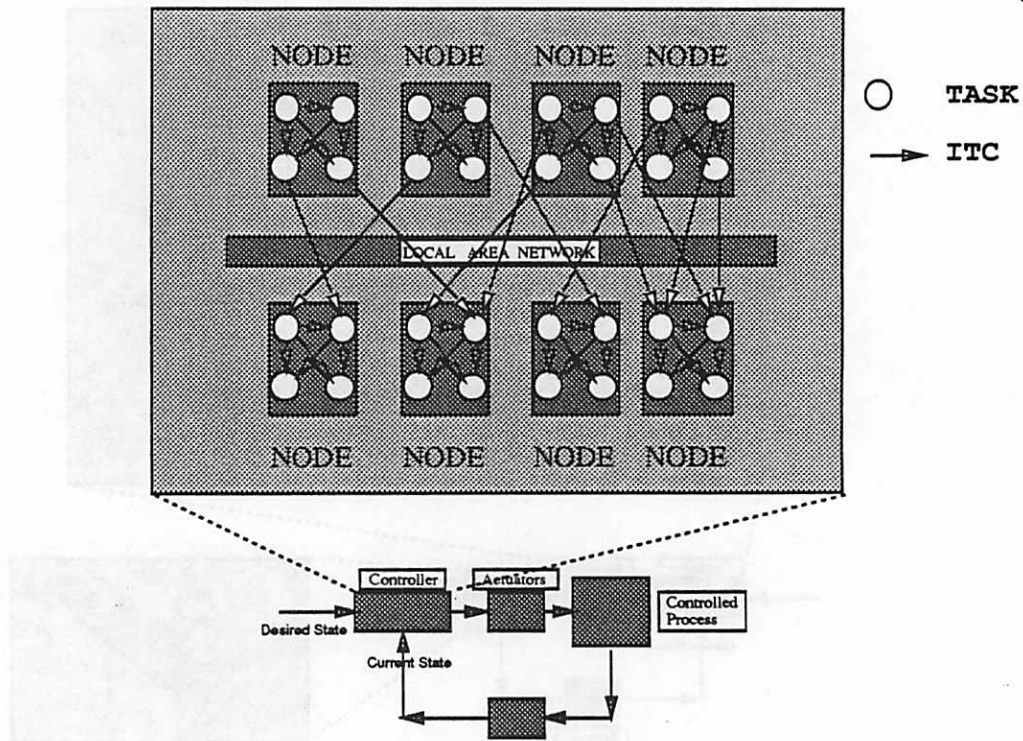 NODE NODE NODE NODE
TASK
ITC
LOCAL AREA NETWORK
NODE NODE NODE NODE
Controller
Actuators
Desired State
Controlled
Process
Current State